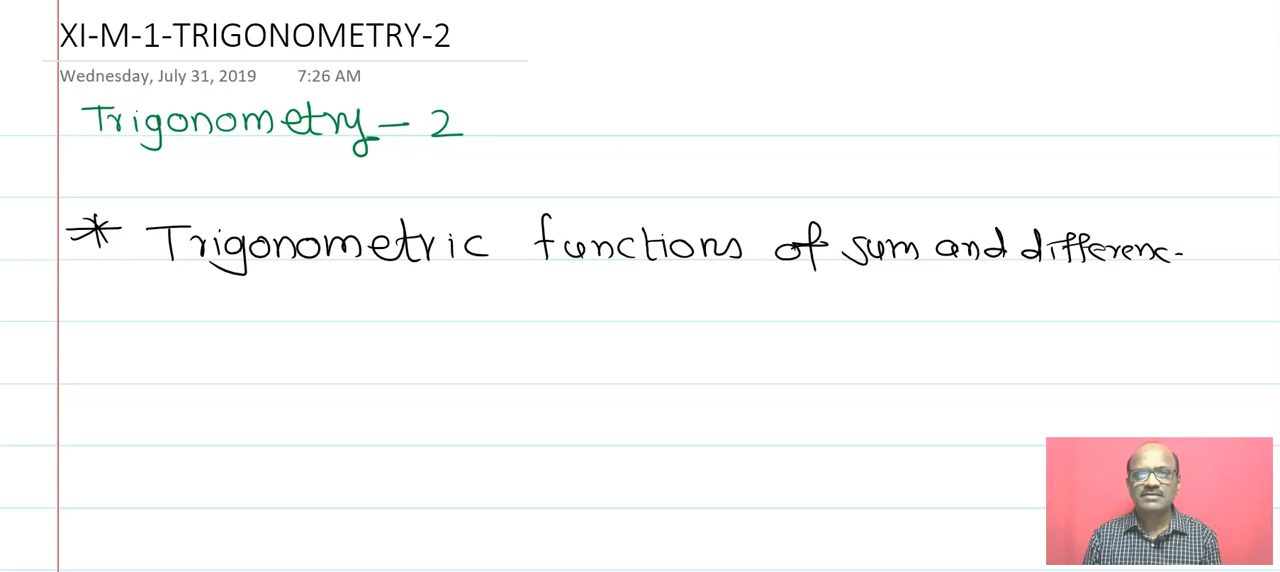 XI-M-1-TRIGONOMETRY-2
Wednesday, July 31, 2019 7:26 AM
Trigonometry - 2
* Trigonometric functions of sum and differenc-